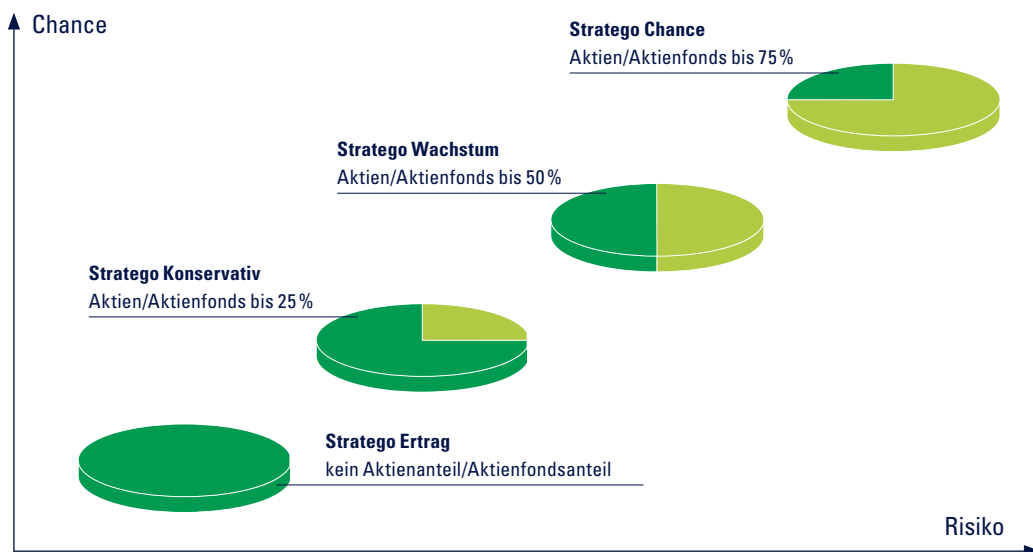 Chance
Stratego Chance
Aktien/Aktienfonds bis 75 %
Stratego Wachstum
Aktien/Aktienfonds bis 50 %
Stratego Konservativ
Aktien/Aktienfonds bis 25 %
Stratego Ertrag
kein Aktienanteil/Aktienfondsanteil
Risiko